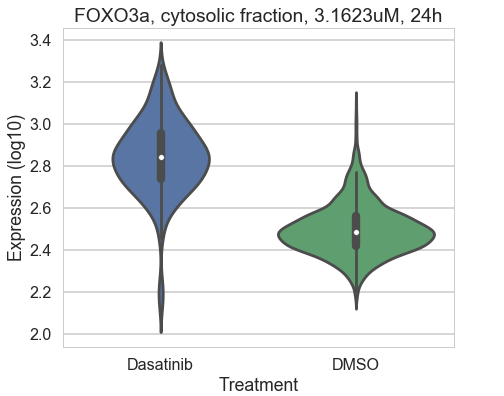 FOXO3a, cytosolic fraction, 3.1623uM, 24h
3.4
3.2
3.0
2.8
2.6
2.4
2.2
2.0
Expression (log10)
Dasatinib
DMSO
Treatment